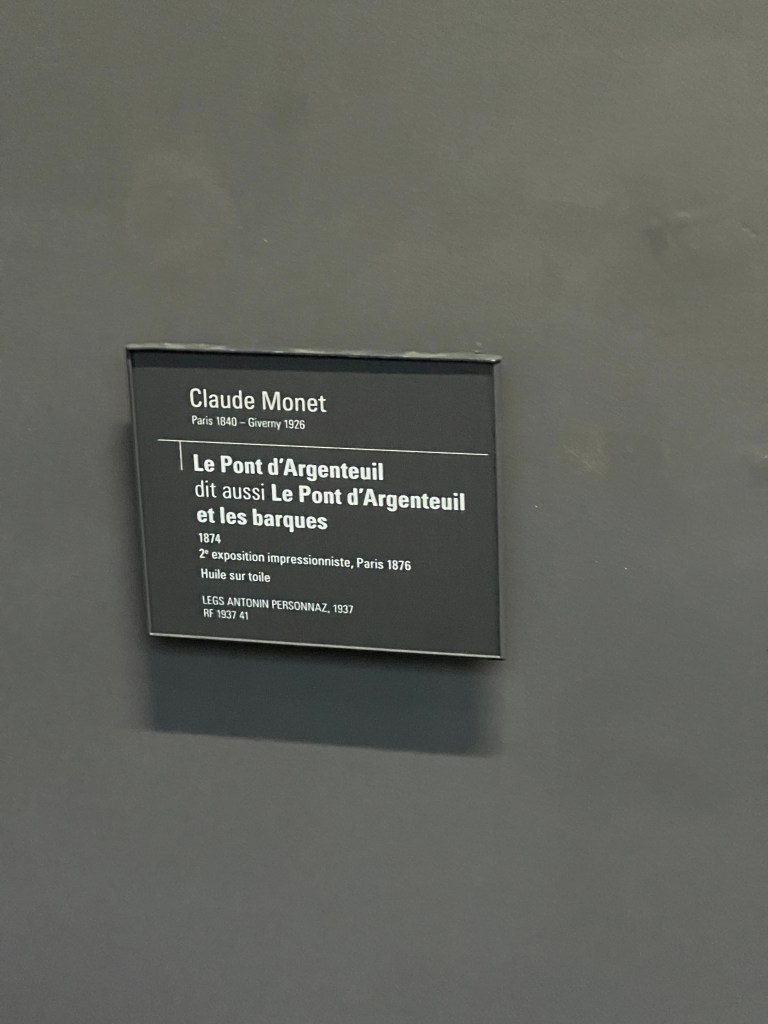 Claude Monet
Paris 1840 – Giverny 1926
Le Pont d'Argenteuil
dit aussi Le Pont d'Argenteuil
et les barques
1874
2e exposition impressionniste, Paris 1876
Huile sur toile
LEGS ANTONIN PERSONNAZ, 1937
RF 1937 41